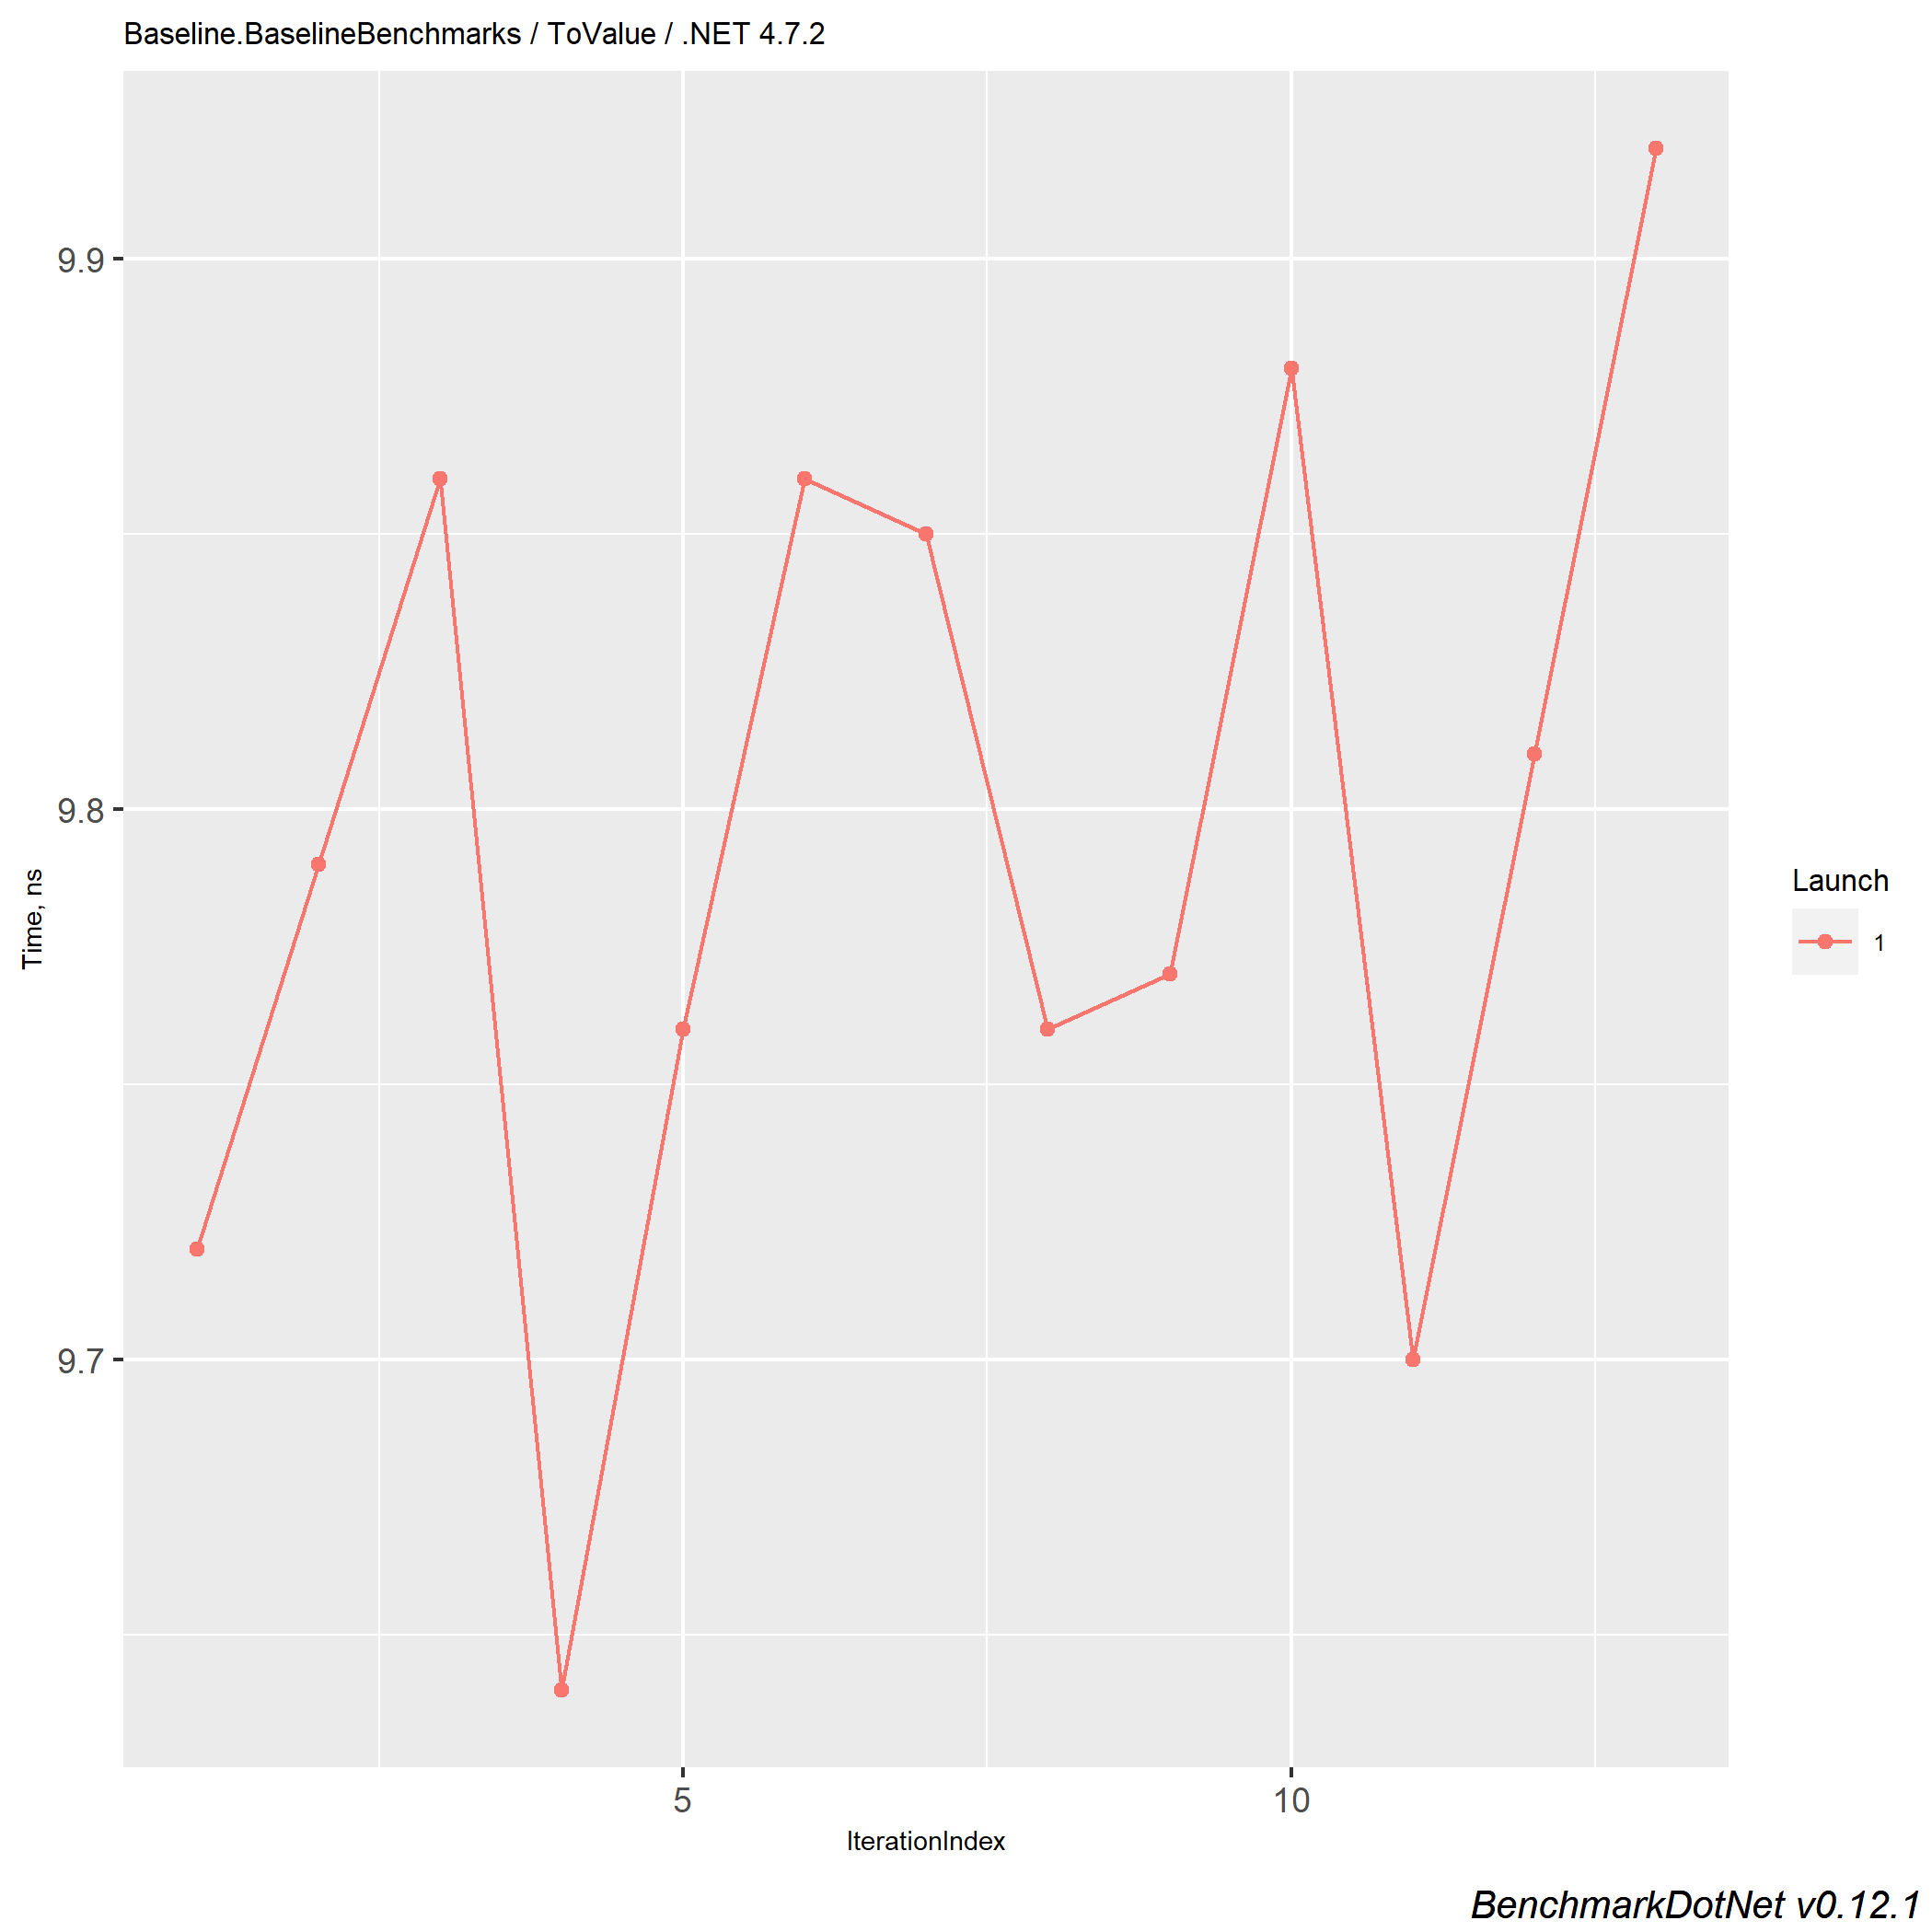 Baseline.BaselineBenchmarks / ToValue / .NET 4.7.2
9.9
9.8
9.7
Time, ns
5
10
IterationIndex
Launch
1
BenchmarkDotNet v0.12.1